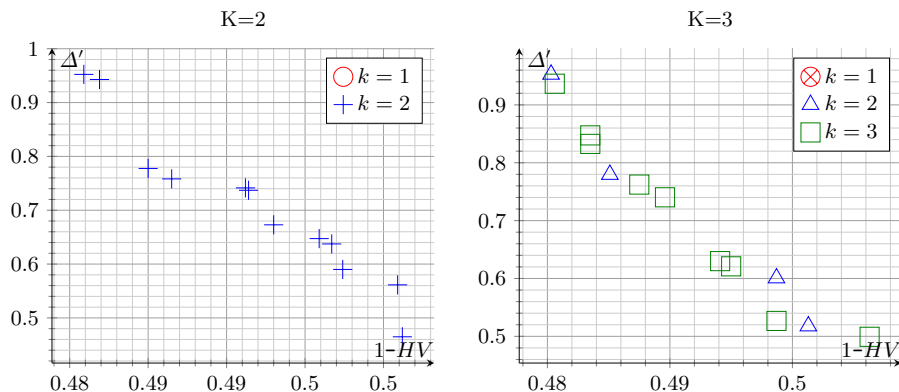 K=2
K=3
Δ′
1
0.9
0.8
0.7
0.6
0.5
k = 1
k = 2
1-HV
0.48 0.49 0.49 0.5 0.5
Δ′
0.9
0.8
0.7
0.6
0.5
k = 1
k = 2
k = 3
1-HV
0.48 0.49 0.5